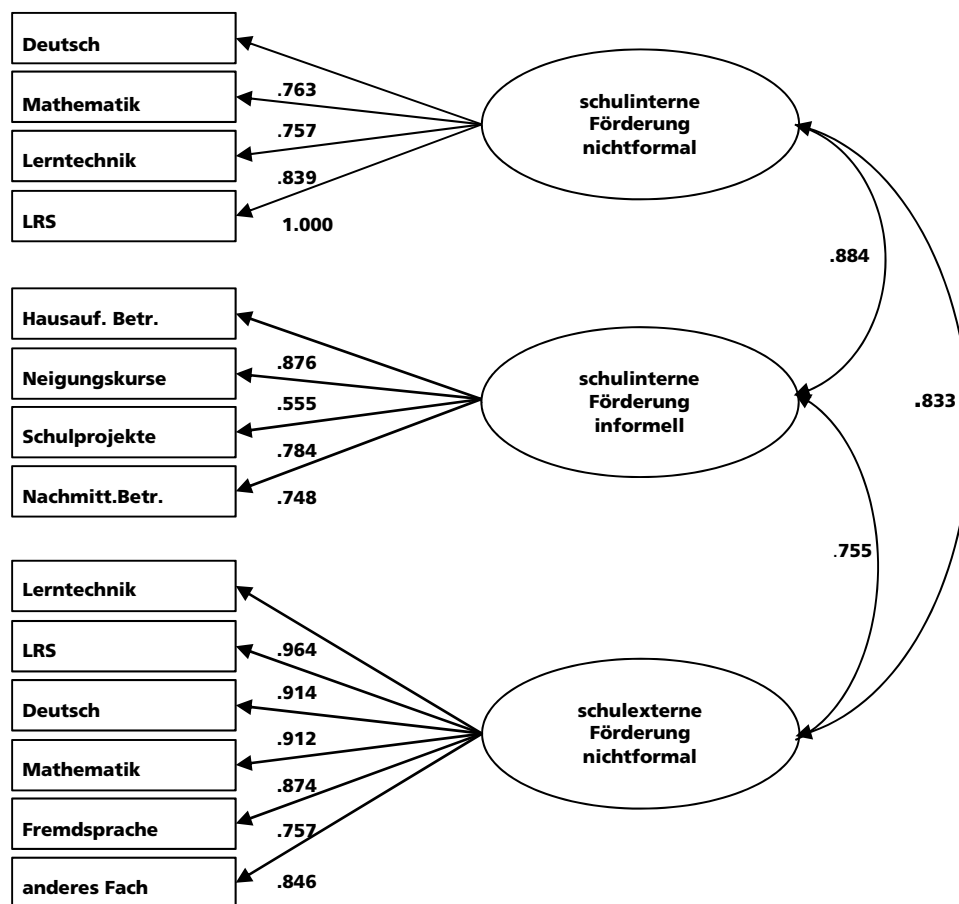 Deutsch
Mathematik
Lerntechnik
LRS
.763
.757
.839
1.000
schulinterne
Förderung
nichtformal
.884
.833
Hausauf. Betr.
Neigungskurse
Schulprojekte
Nachmitt.Betr.
.876
.555
.784
.748
schulinterne
Förderung
informell
.755
Lerntechnik
LRS
Deutsch
Mathematik
Fremdsprache
anderes Fach
.964
.914
.912
.874
.757
.846
schulexterne
Förderung
nichtformal